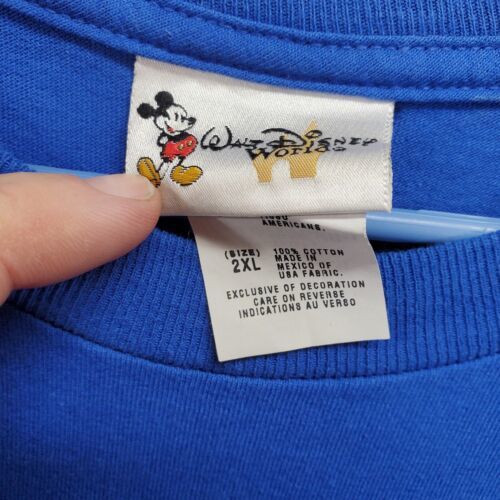 Walt Disney
World
AMERICANS.
(SIZE) 100% COTTON
2XL MADE IN
MEXICO OF
USA FABRIC.
EXCLUSIVE OF DECORATION
CARE ON REVERSE
INDICATIONS AU VERSO